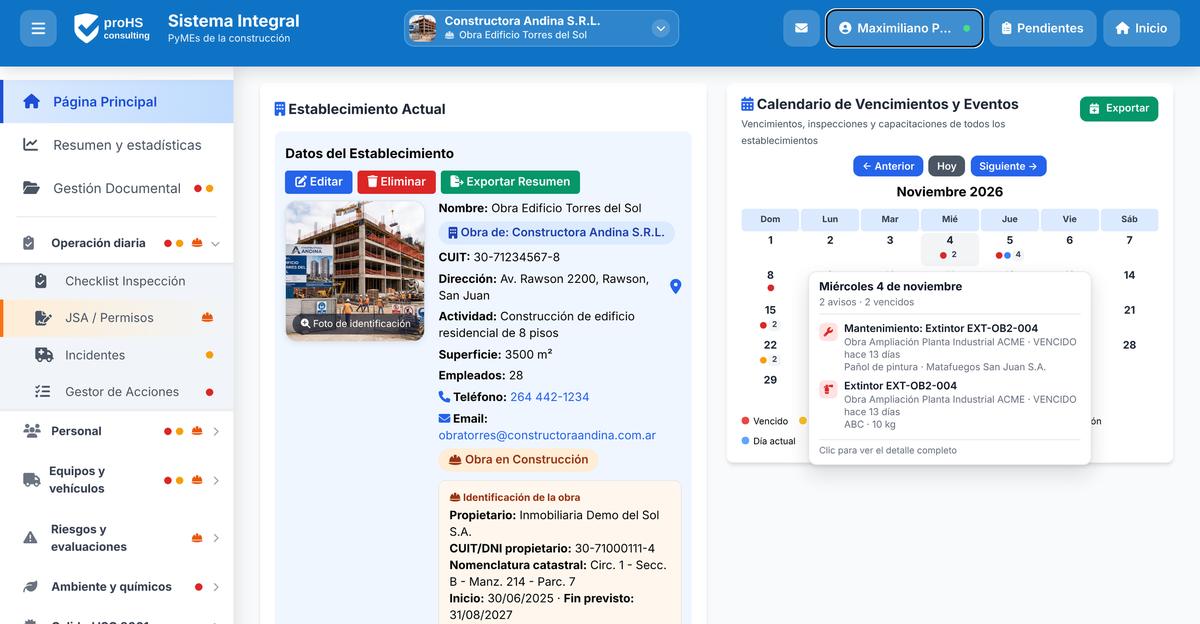 proHS
consulting
Sistema Integral
PyMEs de la construcción
Constructora Andina S.R.L.
Obra Edificio Torres del Sol
Maximiliano P...
Pendientes
Inicio
Página Principal
Resumen y estadísticas
Gestión Documental
Operación diaria
Checklist Inspección
JSA / Permisos
Incidentes
Gestor de Acciones
Personal
Equipos y
vehículos
Riesgos y
evaluaciones
Ambiente y químicos
Establecimiento Actual
Datos del Establecimiento
Editar
Eliminar
Exportar Resumen
ANDINA
Foto de identificación
Nombre: Obra Edificio Torres del Sol
Obra de: Constructora Andina S.R.L.
CUIT: 30-71234567-8
Dirección: Av. Rawson 2200, Rawson,
San Juan
Actividad: Construcción de edificio
residencial de 8 pisos
Superficie: 3500 m²
Empleados: 28
Teléfono: 264 442-1234
Email:
obratorres@constructoraandina.com.ar
Obra en Construcción
Identificación de la obra
Propietario: Inmobiliaria Demo del Sol
S.A.
CUIT/DNI propietario: 30-71000111-4
Nomenclatura catastral: Circ. 1 - Secc.
B - Manz. 214 - Parc. 7
Inicio: 30/06/2025 · Fin previsto:
31/08/2027
Calendario de Vencimientos y Eventos
Vencimientos, inspecciones y capacitaciones de todos los
establecimientos
Exportar
← Anterior
Hoy
Siguiente →
Noviembre 2026
Dom Lun Mar Mié Jue Vie Sáb
1 2 3 4 5 6 7
2 4
8 14
15 21
2
22 28
2
29
Vencido
ón
Día actual
Miércoles 4 de noviembre
2 avisos · 2 vencidos
Mantenimiento: Extintor EXT-OB2-004
Obra Ampliación Planta Industrial ACME · VENCIDO
hace 13 días
Pañol de pintura · Matafuegos San Juan S.A.
Extintor EXT-OB2-004
Obra Ampliación Planta Industrial ACME · VENCIDO
hace 13 días
ABC · 10 kg
Clic para ver el detalle completo